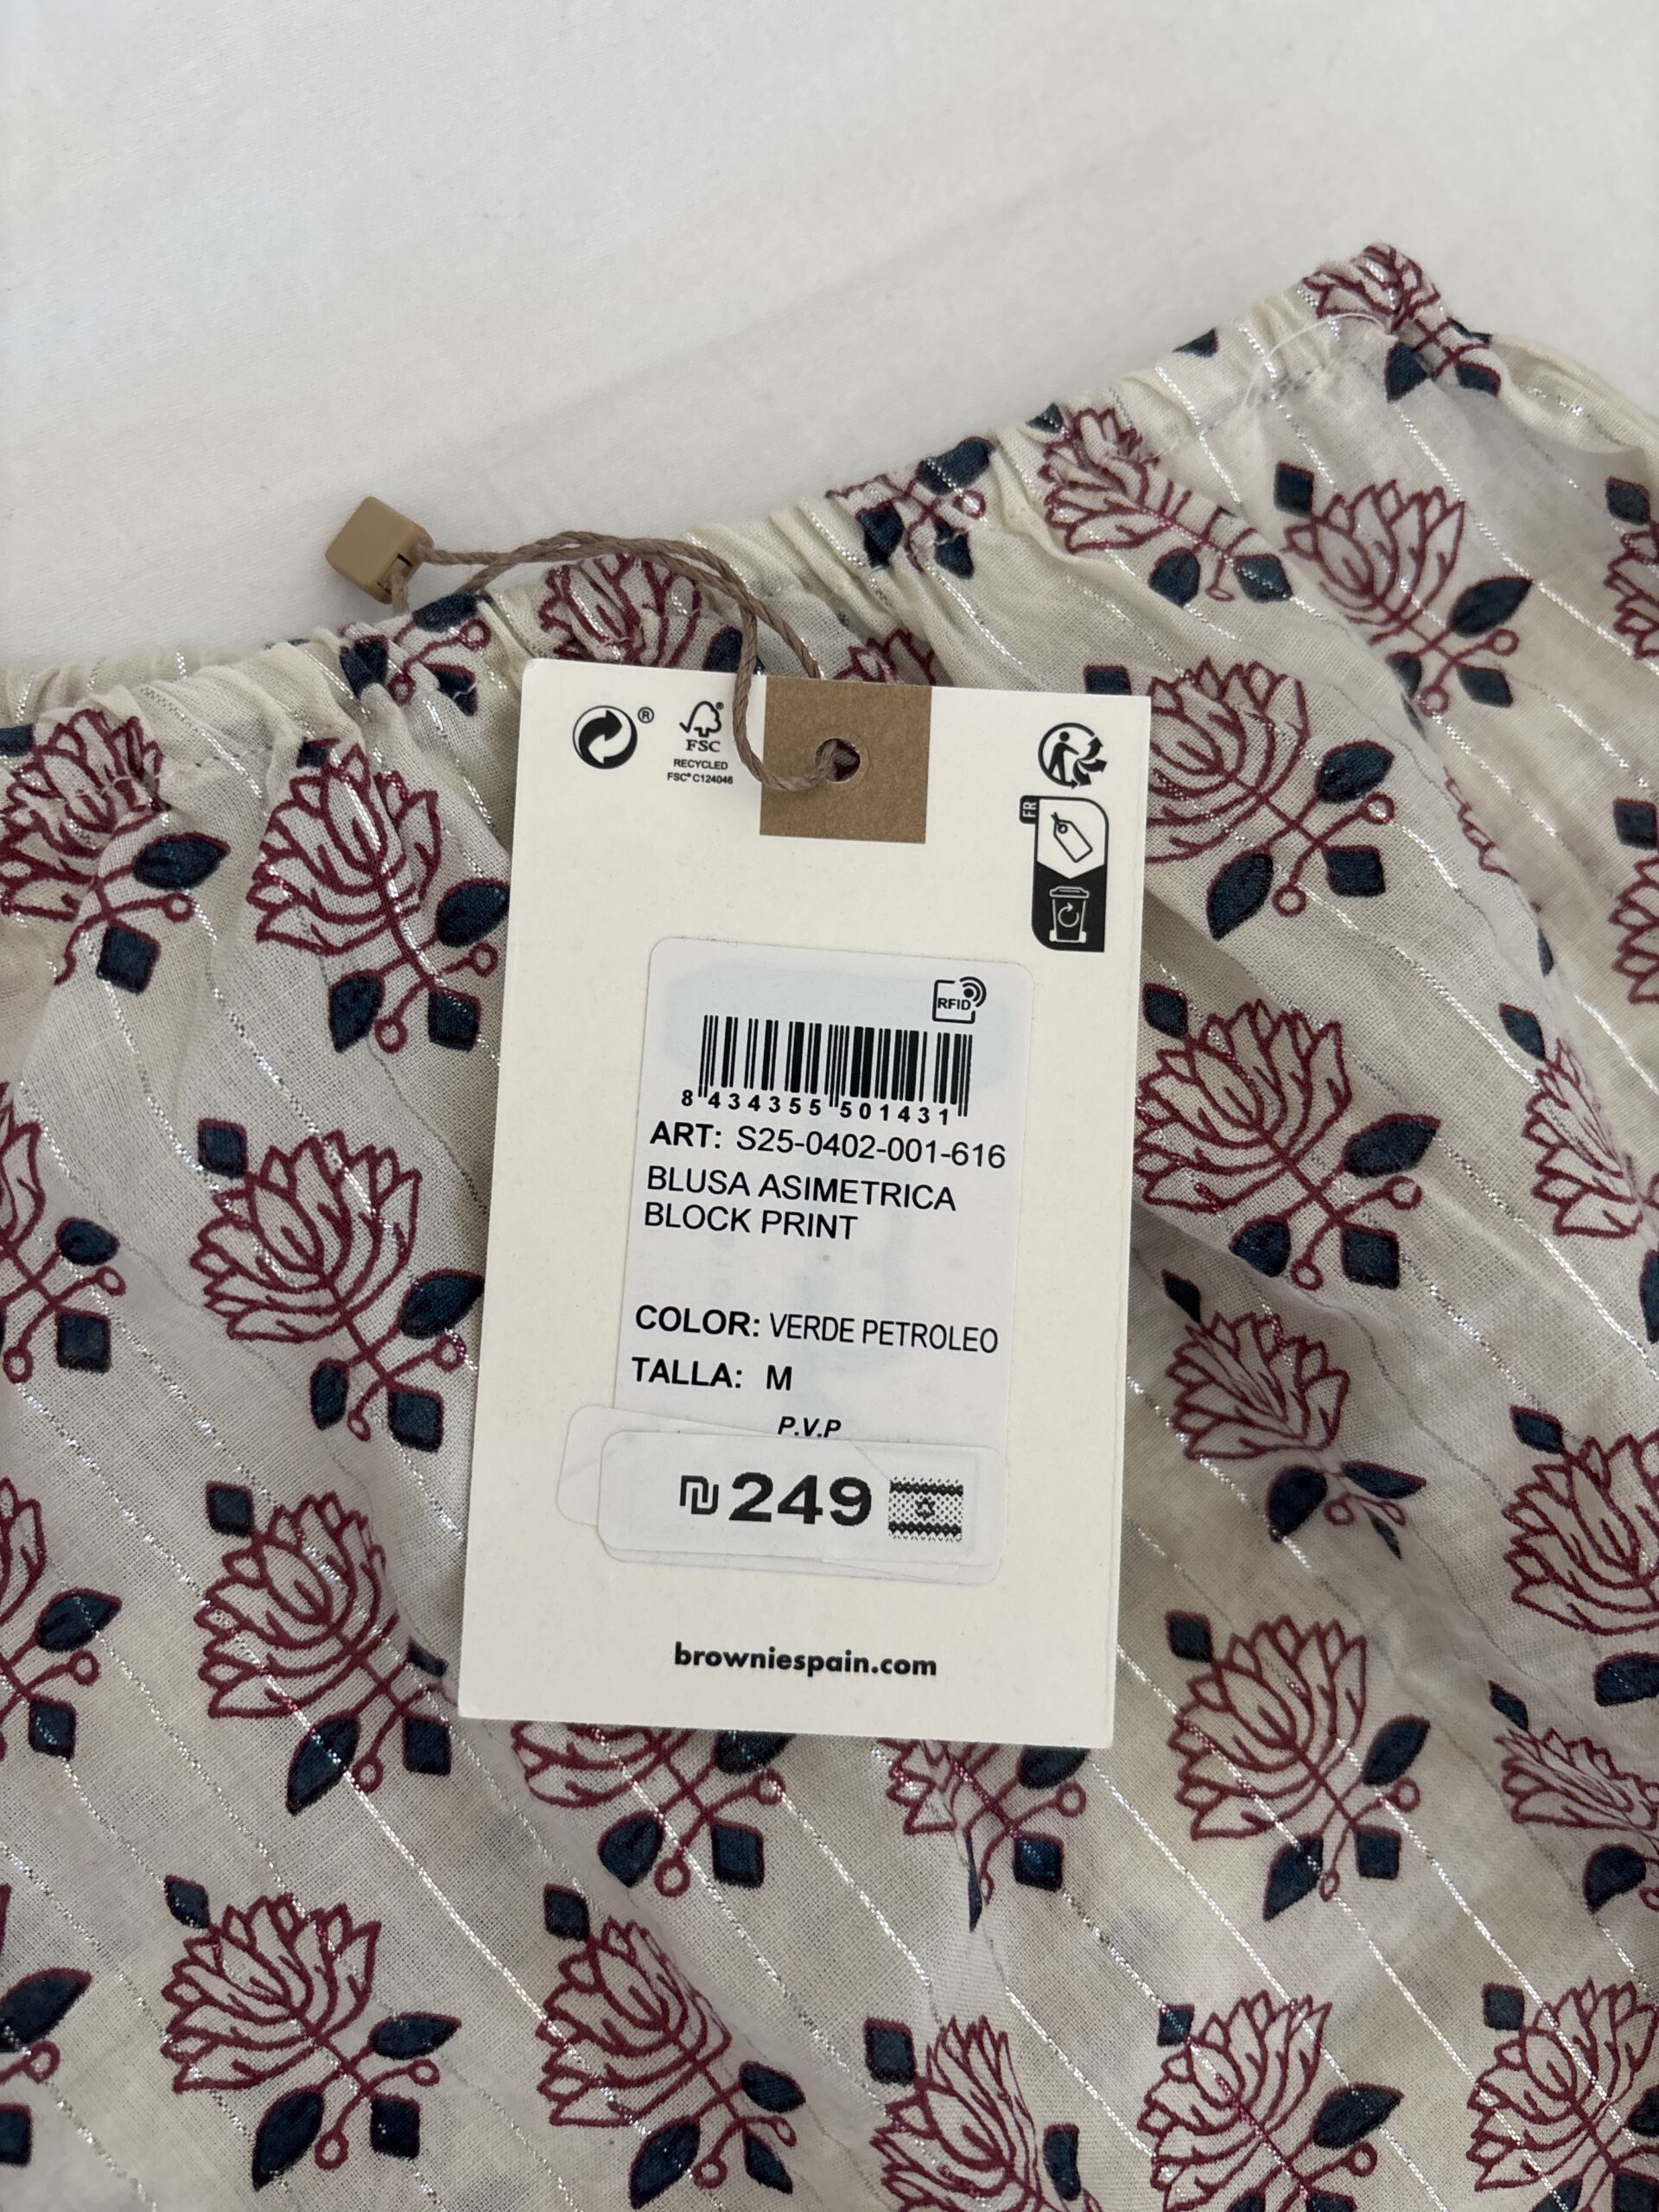 ®
FSC
RECYCLED
FSC® C124046
FR
RFID
8 434355 501431
ART: S25-0402-001-616
BLUSA ASIMETRICA
BLOCK PRINT
COLOR: VERDE PETROLEO
TALLA: M
P.V.P
₪249
browniespain.com